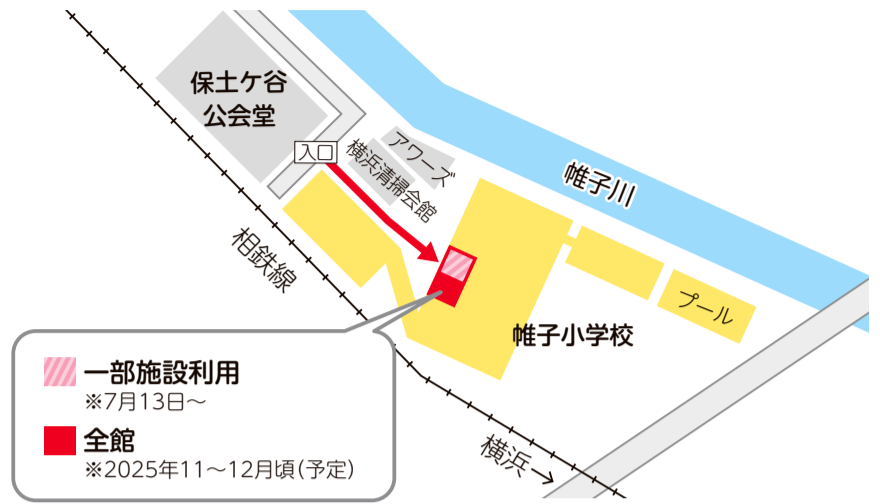 保土ケ谷
公会堂
入口
アワーズ
横浜清掃会館
帷子川
相鉄線
プール
帷子小学校
一部施設利用
※7月13日～
全館
※2025年11～12月頃(予定)
横浜→